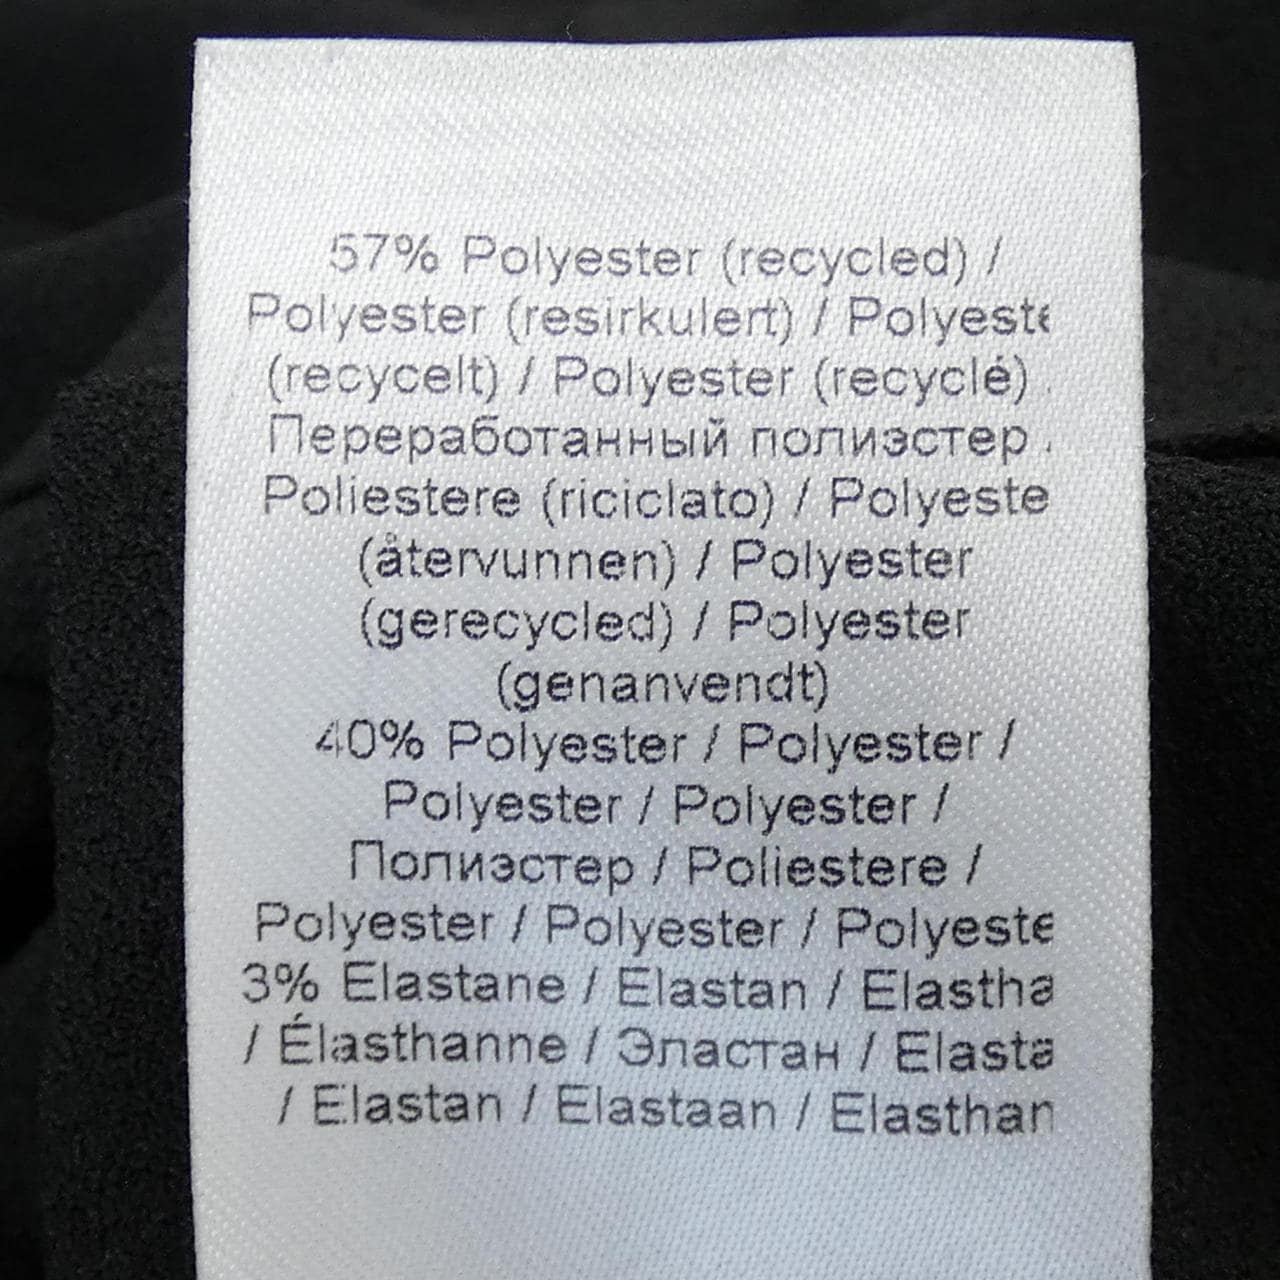 57% Polyester (recycled) /
Polyester (resirkulert) / Polyeste
(recycelt) / Polyester (recyclé)
Переработанный полиэстер
Poliestere (riciclato) / Polyeste
(återvunnen) / Polyester
(gerecycled) / Polyester
(genanvendt)
40% Polyester / Polyester /
Polyester / Polyester /
Полиэстер / Poliestere /
Polyester / Polyester / Polyeste
3% Elastane / Elastan / Elastha
/ Élasthanne / Эластан / Elasta
/ Elastan / Elastaan / Elasthan